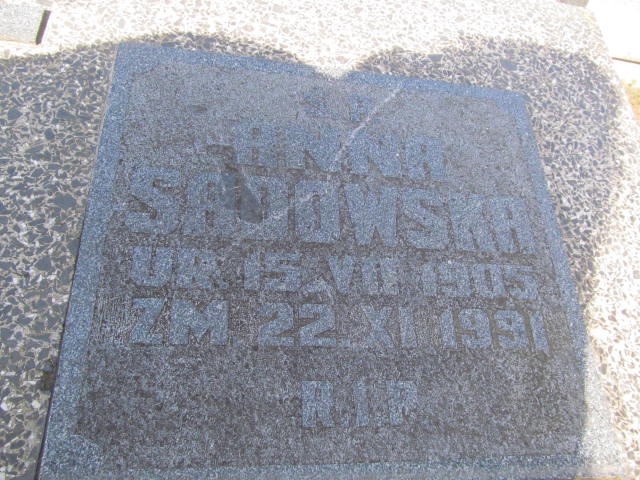 ANNA
SADOWSKA
UR. 15. VII 1905
ZM 22. XI 1991
R.I.P.